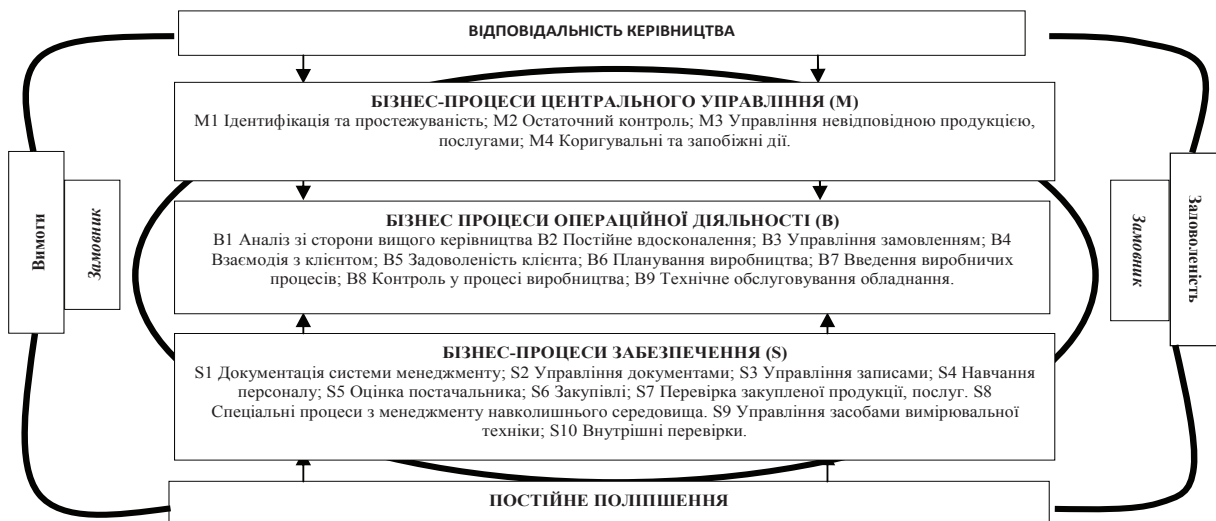 ВІДПОВІДАЛЬНІСТЬ КЕРІВНИЦТВА
БІЗНЕС-ПРОЦЕСИ ЦЕНТРАЛЬНОГО УПРАВЛІННЯ (М)
М1 Ідентифікація та простежуваність; М2 Остаточний контроль; М3 Управління невідповідною продукцією,
послугами; М4 Коригувальні та запобіжні дії.
Вимоги
Замовник
БІЗНЕС ПРОЦЕСИ ОПЕРАЦІЙНОЇ ДІЯЛЬНОСТІ (В)
В1 Аналіз зі сторони вищого керівництва В2 Постійне вдосконалення; В3 Управління замовленням; В4
Взаємодія з клієнтом; В5 Задоволеність клієнта; В6 Планування виробництва; В7 Введення виробничих
процесів; В8 Контроль у процесі виробництва; В9 Технічне обслуговування обладнання.
Замовник
Задоволеність
БІЗНЕС-ПРОЦЕСИ ЗАБЕЗПЕЧЕННЯ (S)
S1 Документація системи менеджменту; S2 Управління документами; S3 Управління записами; S4 Навчання
персоналу; S5 Оцінка постачальника; S6 Закупівлі; S7 Перевірка закупленої продукції, послуг. S8
Спеціальні процеси з менеджменту навколишнього середовища. S9 Управління засобами вимірювальної
техніки; S10 Внутрішні перевірки.
ПОСТІЙНЕ ПОЛІПШЕННЯ